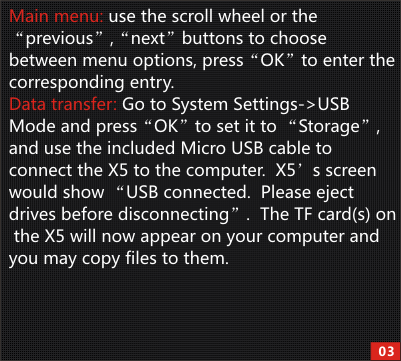 Main menu: use the scroll wheel or the
“previous”,“next”buttons to choose
between menu options, press“OK”to enter the
corresponding entry.
Data transfer: Go to System Settings->USB
Mode and press“OK”to set it to “Storage”,
and use the included Micro USB cable to
connect the X5 to the computer.  X5’s screen
would show “USB connected.  Please eject
drives before disconnecting”.  The TF card(s) on
the X5 will now appear on your computer and
you may copy files to them.
03